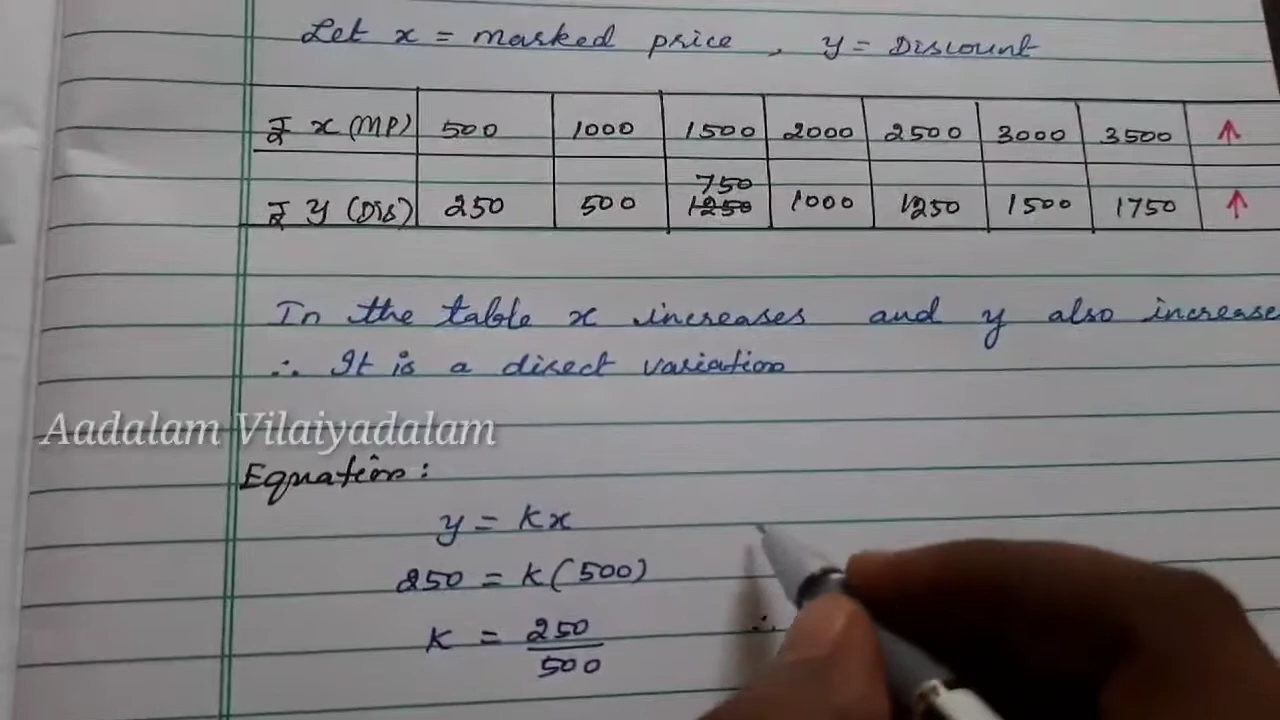 Let x = marked price , y = Discount
₹ x (MP) 500 1000 1500 2000 2500 3000 3500 ↑
750
₹ y (Dis) 250 500 1250 1000 1250 1500 1750 ↑
In the table x increases and y also increase
∴ It is a direct variation
Aadalam Vilaiyadalam
Equation:
y = kx
250 = k(500)
k = 250/500 ∴